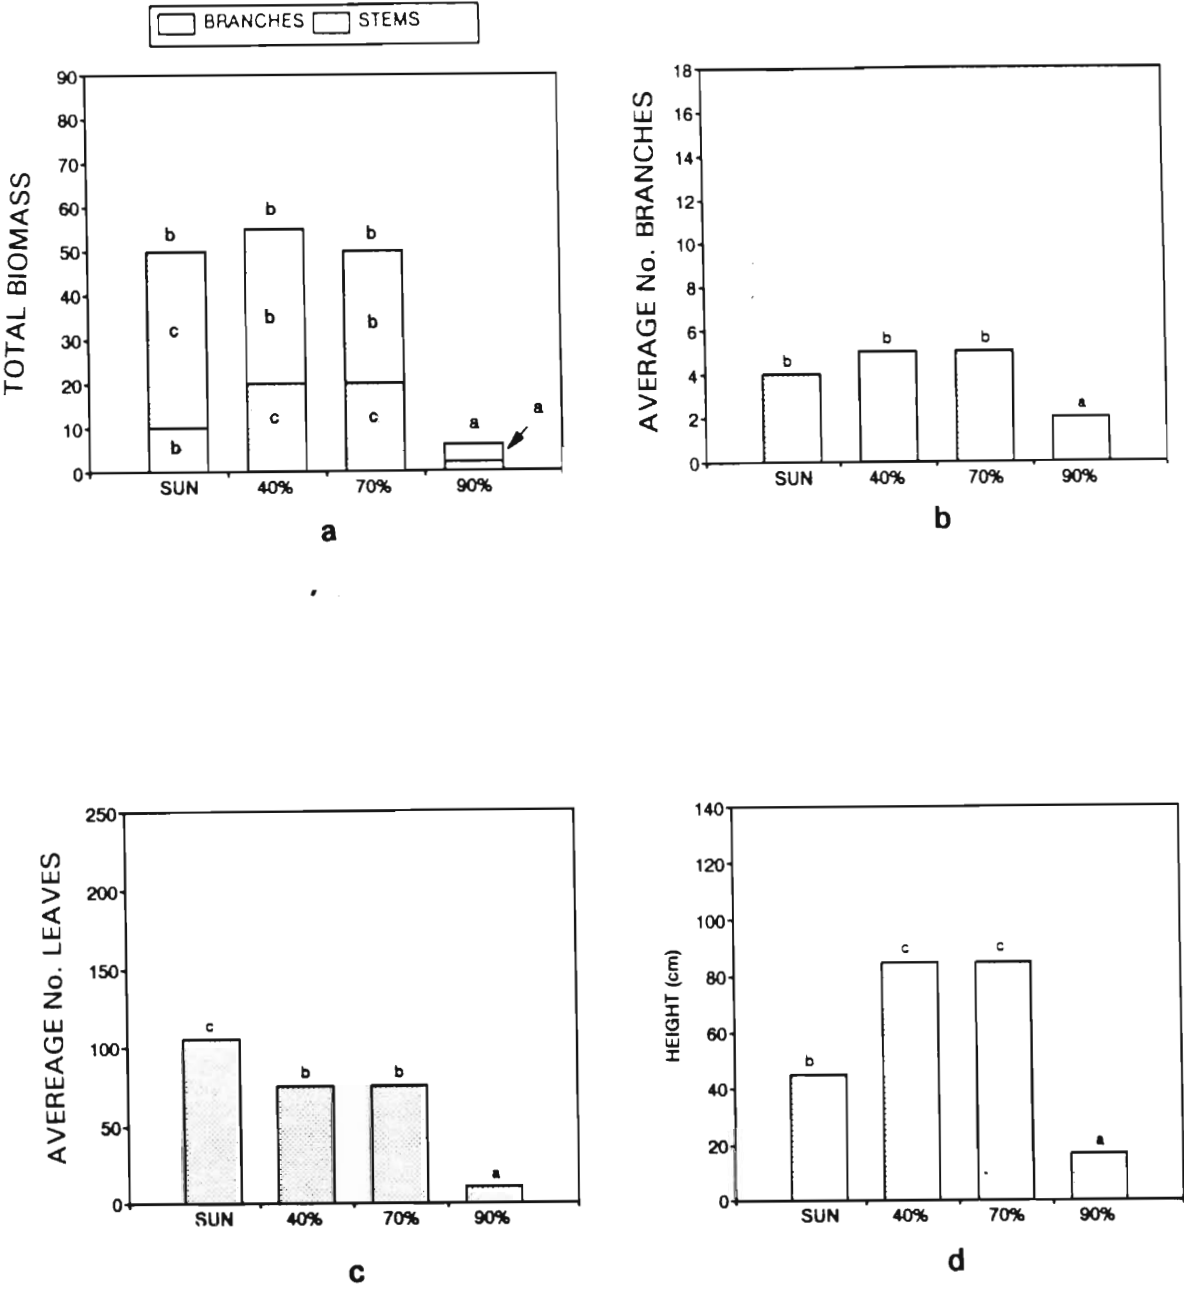 BRANCHES STEMS
TOTAL BIOMASS
90
80
70
60
50
40
30
20
10
0
b
b
b
c
b
b
b
c
c
a
a
SUN 40% 70% 90%
a
AVERAGE No. BRANCHES
18
16
14
12
10
8
6
4
2
0
b
b
b
a
SUN 40% 70% 90%
b
AVEREAGE No. LEAVES
250
200
150
100
50
0
c
b
b
a
SUN 40% 70% 90%
c
HEIGHT (cm)
140
120
100
80
60
40
20
0
b
c
c
a
SUN 40% 70% 90%
d